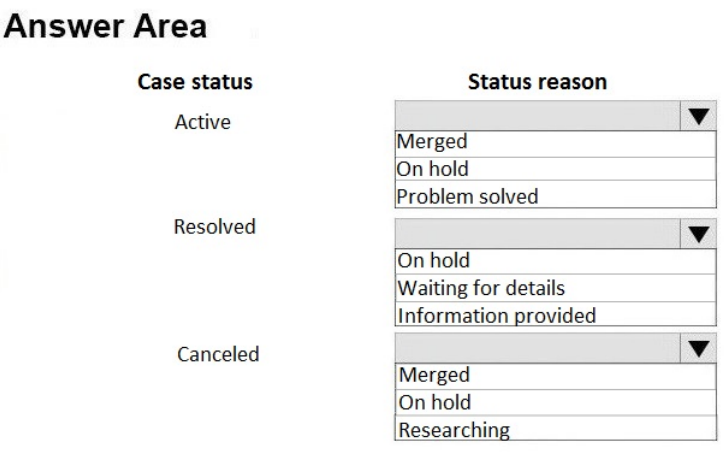 Answer Area
Case status Status reason
Active
Merged
On hold
Problem solved
Resolved
On hold
Waiting for details
Information provided
Canceled
Merged
On hold
Researching